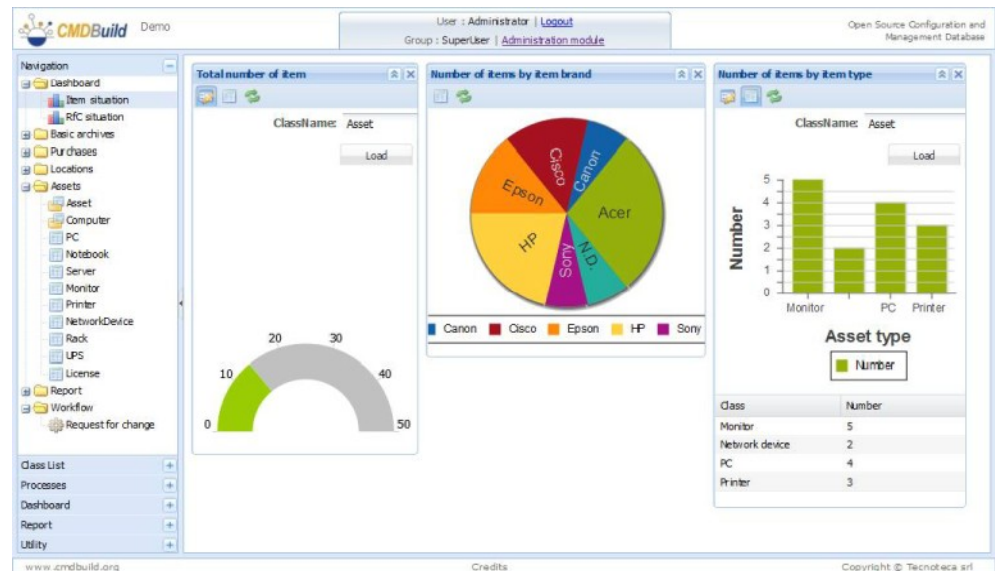 CMDBuild Demo
User : Administrator | Logout
Group : SuperUser | Administration module
Open Source Configuration and
Management Database
Navigation
Dashboard
Item situation
RfC situation
Basic archives
Purchases
Locations
Assets
Asset
Computer
PC
Notebook
Server
Monitor
Printer
NetworkDevice
Rack
UPS
License
Report
Workflow
Request for change
Class List
Processes
Dashboard
Report
Utility
Total number of item
ClassName: Asset
Load
0
10
20
30
40
50
Number of items by item brand
Cisco
Canon
Epson
Acer
HP
Sony
N.D.
Canon Cisco Epson HP Sony
Number of items by item type
ClassName: Asset
Load
5
4
3
2
1
0
Number
Monitor PC Printer
Asset type
Number
Class Number
Monitor 5
Network device 2
PC 4
Printer 3
www.cmdbuild.org Credits Copyright © Tecnoteca srl